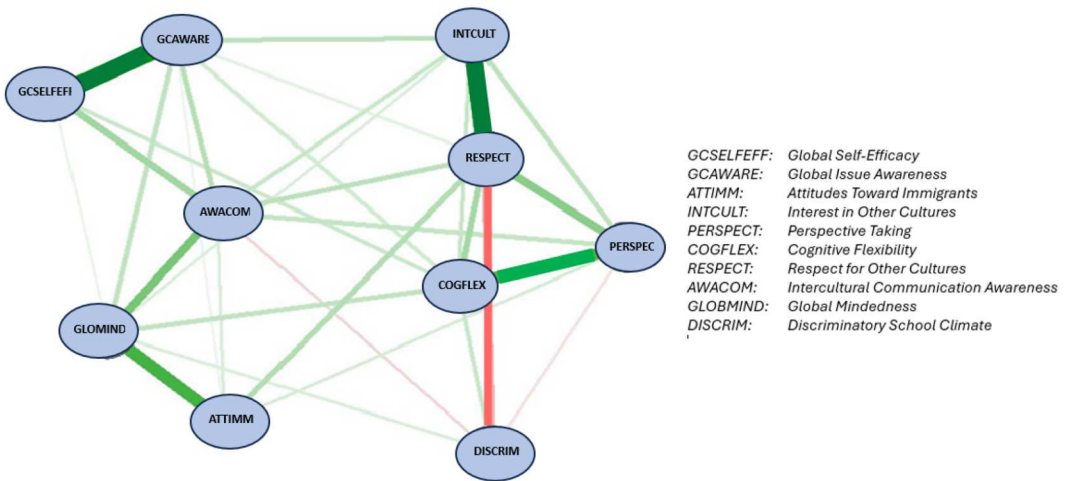 GCAWARE
INTCULT
GCSELFEFI
RESPECT
AWACOM
PERSPEC
COGFLEX
GLOMIND
ATTIMM
DISCRIM
GCSELFEFF: Global Self-Efficacy
GCAWARE: Global Issue Awareness
ATTIMM: Attitudes Toward Immigrants
INTCULT: Interest in Other Cultures
PERSPECT: Perspective Taking
COGFLEX: Cognitive Flexibility
RESPECT: Respect for Other Cultures
AWACOM: Intercultural Communication Awareness
GLOBMIND: Global Mindedness
DISCRIM: Discriminatory School Climate